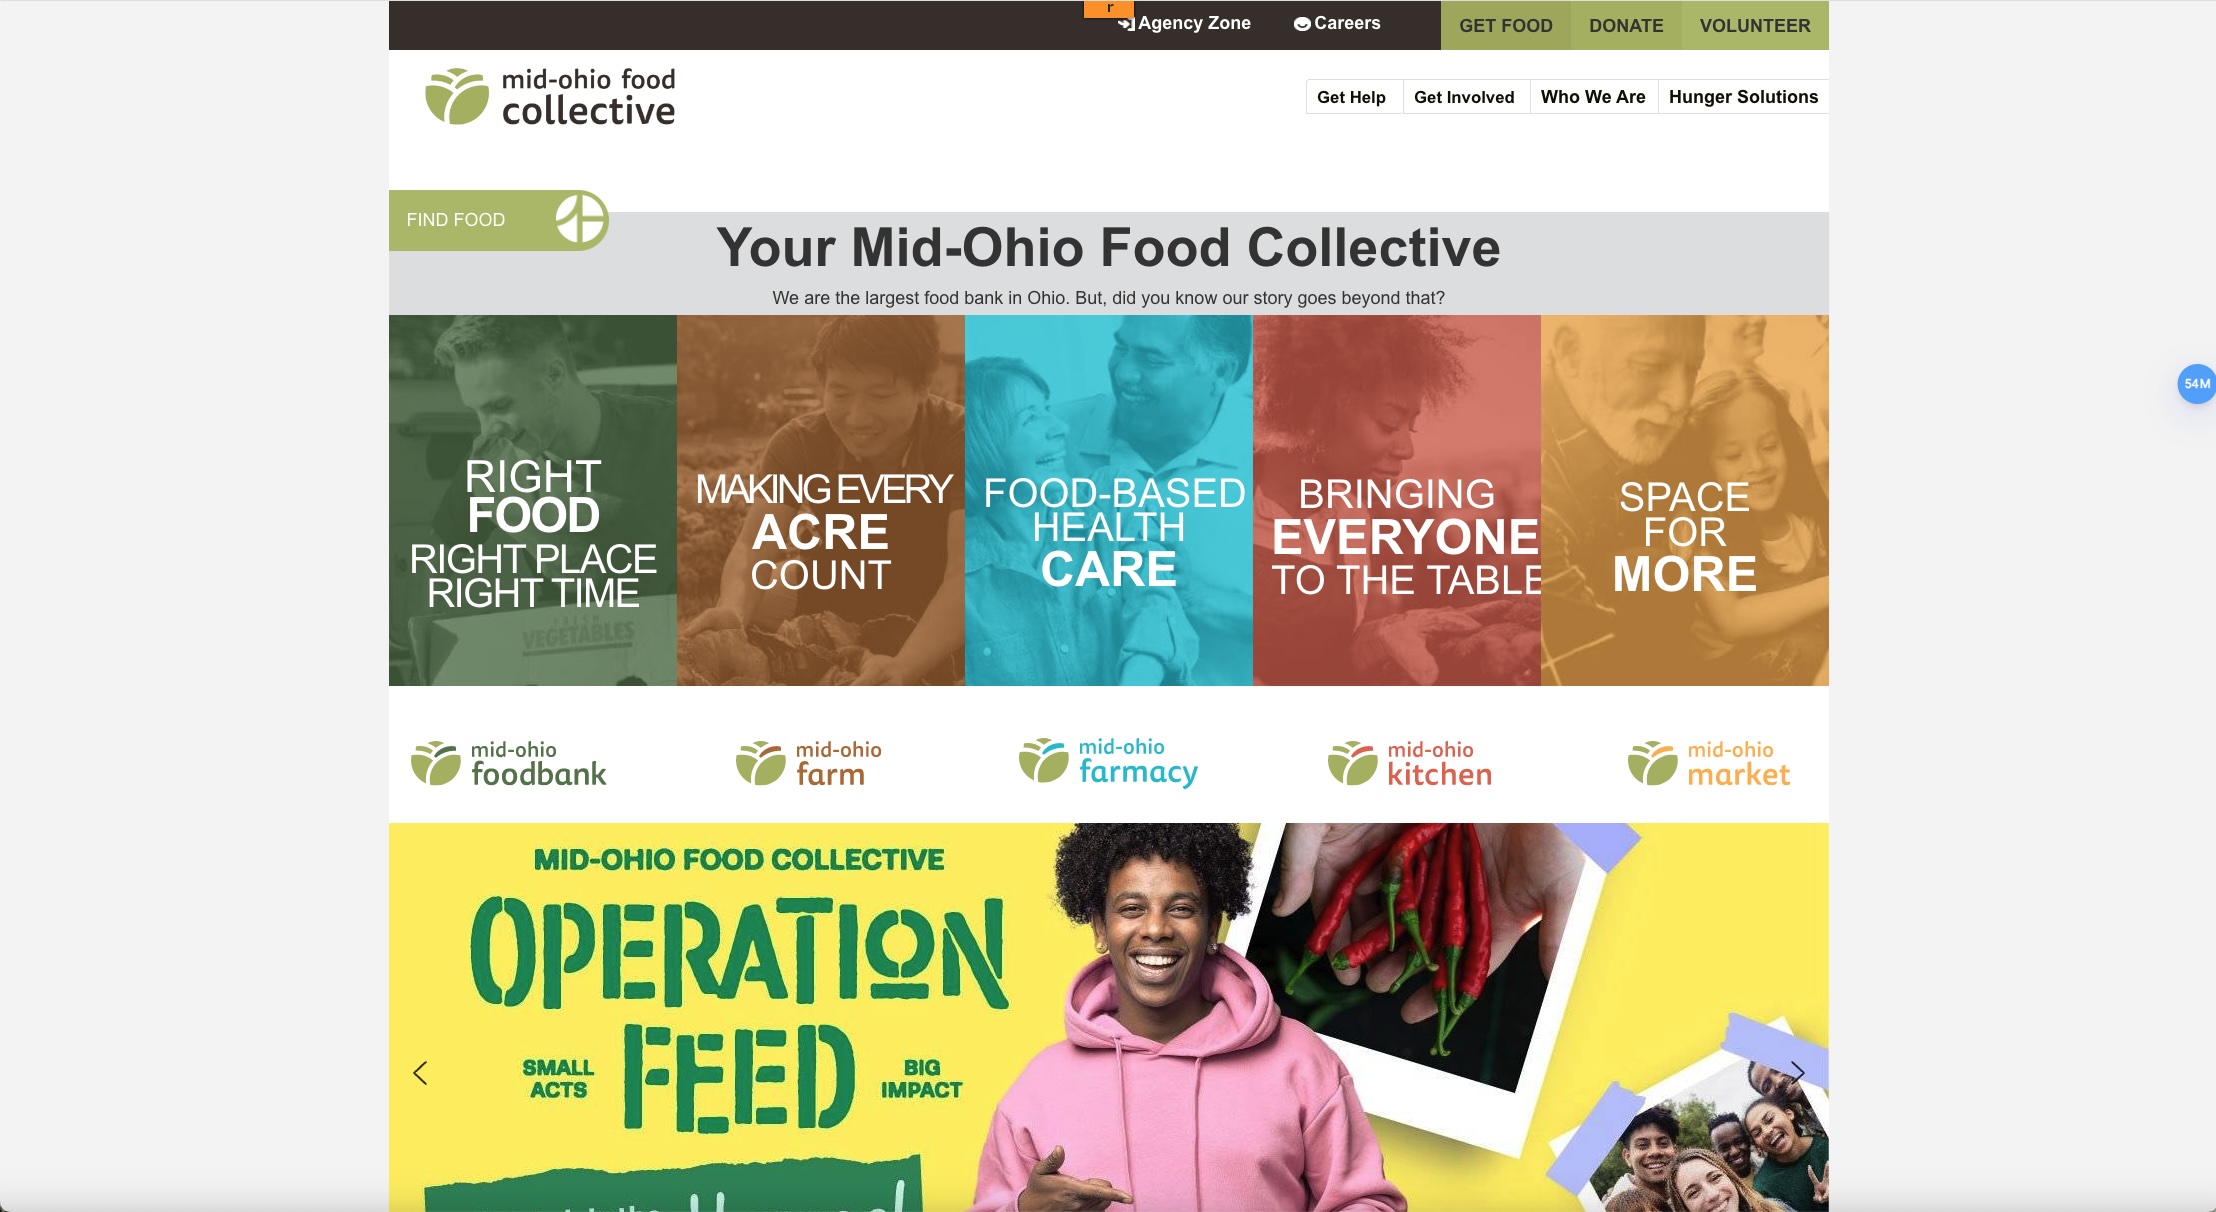 r
Agency Zone
Careers
GET FOOD
DONATE
VOLUNTEER
mid-ohio food
collective
Get Help
Get Involved
Who We Are
Hunger Solutions
FIND FOOD
Your Mid-Ohio Food Collective
We are the largest food bank in Ohio. But, did you know our story goes beyond that?
54M
RIGHT
FOOD
RIGHT PLACE
RIGHT TIME
FRESH
VEGETABLES
MAKING EVERY
ACRE
COUNT
FOOD-BASED
HEALTH
CARE
BRINGING
EVERYONE
TO THE TABLE
SPACE
FOR
MORE
mid-ohio
foodbank
mid-ohio
farm
mid-ohio
farmacy
mid-ohio
kitchen
mid-ohio
market
MID-OHIO FOOD COLLECTIVE
OPERATION
FEED
SMALL
ACTS
BIG
IMPACT